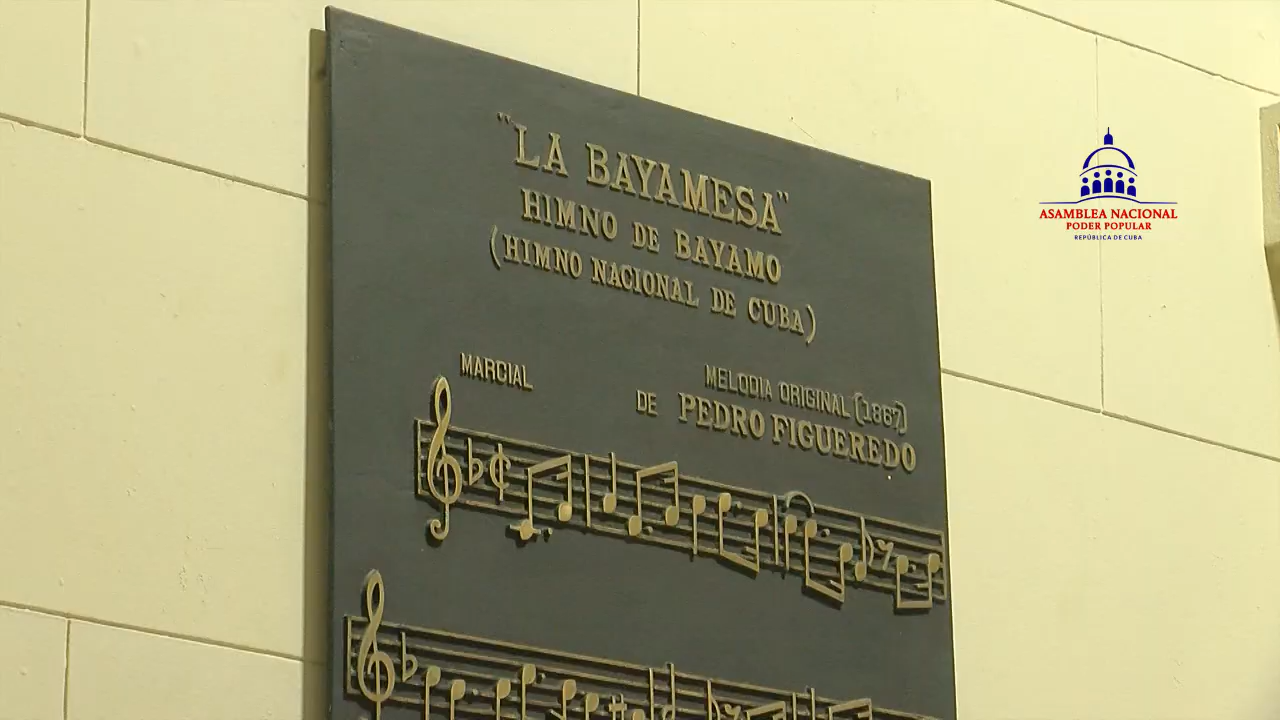 "LA BAYAMESA"
HIMNO DE BAYAMO
(HIMNO NACIONAL DE CUBA)
MARCIAL
MELODIA ORIGINAL (1867)
DE PEDRO FIGUEREDO
ASAMBLEA NACIONAL
PODER POPULAR
REPÚBLICA DE CUBA